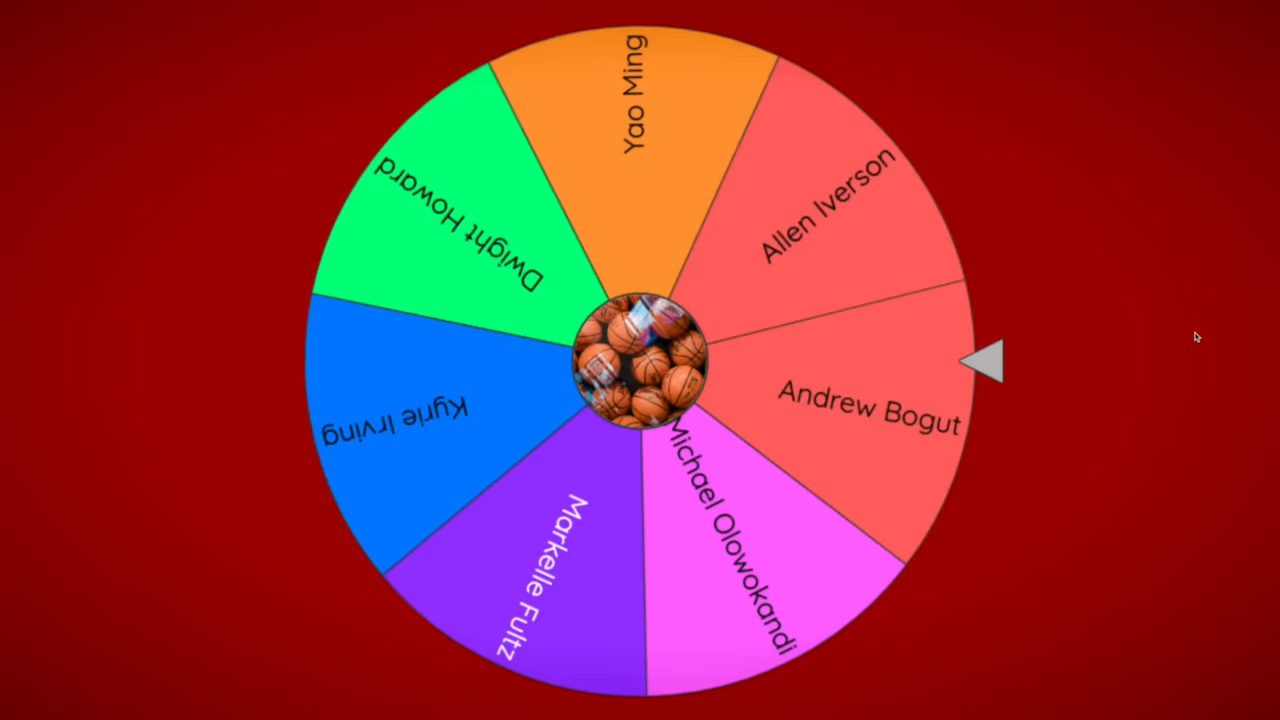 Yao Ming
Allen Iverson
Andrew Bogut
Michael Olowokandi
Markelle Fultz
Kyrie Irving
Dwight Howard